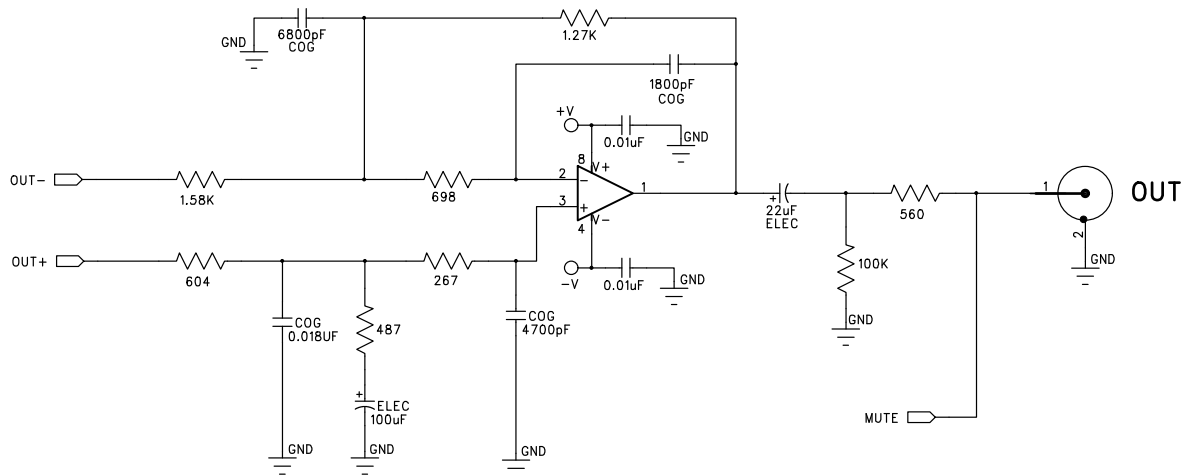 6800pF
COG
GND
1.27K
1800pF
COG
+V
0.01uF
GND
8
V+
OUT-
1.58K
698
2
-
3
+
1
V-
4
22uF
ELEC
+
560
1
OUT
2
GND
OUT+
604
267
-V
0.01uF
GND
100K
GND
COG
0.018UF
487
COG
4700pF
+
ELEC
100uF
MUTE
GND
GND
GND